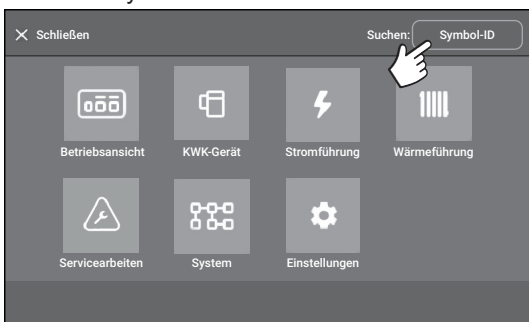 Schließen
Suchen: Symbol-ID
Betriebsansicht KWK-Gerät Stromführung Wärmeführung
Servicearbeiten System Einstellungen